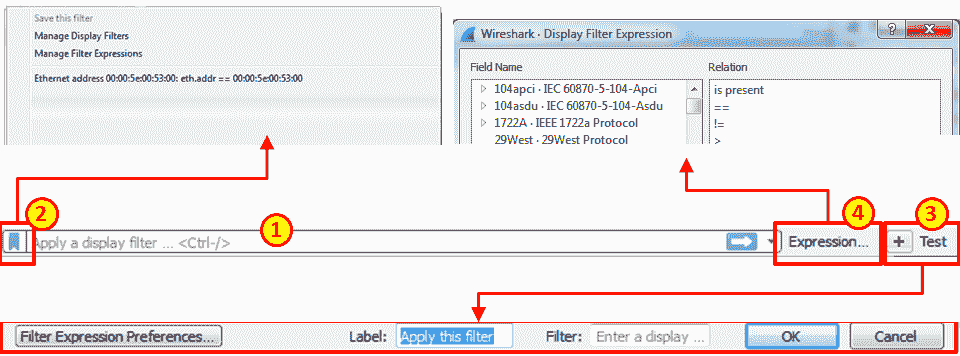 Save this filter
Manage Display Filters
Manage Filter Expressions
Ethernet address 00:00:5e:00:53:00: eth.addr == 00:00:5e:00:53:00
Wireshark · Display Filter Expression
?
X
Field Name
Relation
104apci · IEC 60870-5-104-Apci
104asdu · IEC 60870-5-104-Asdu
1722A · IEEE 1722a Protocol
29West · 29West Protocol
is present
==
!=
>
2
1
4
3
Apply a display filter ... <Ctrl-/>
Expression...
+
Test
Filter Expression Preferences...
Label:
Apply this filter
Filter:
Enter a display ...
OK
Cancel